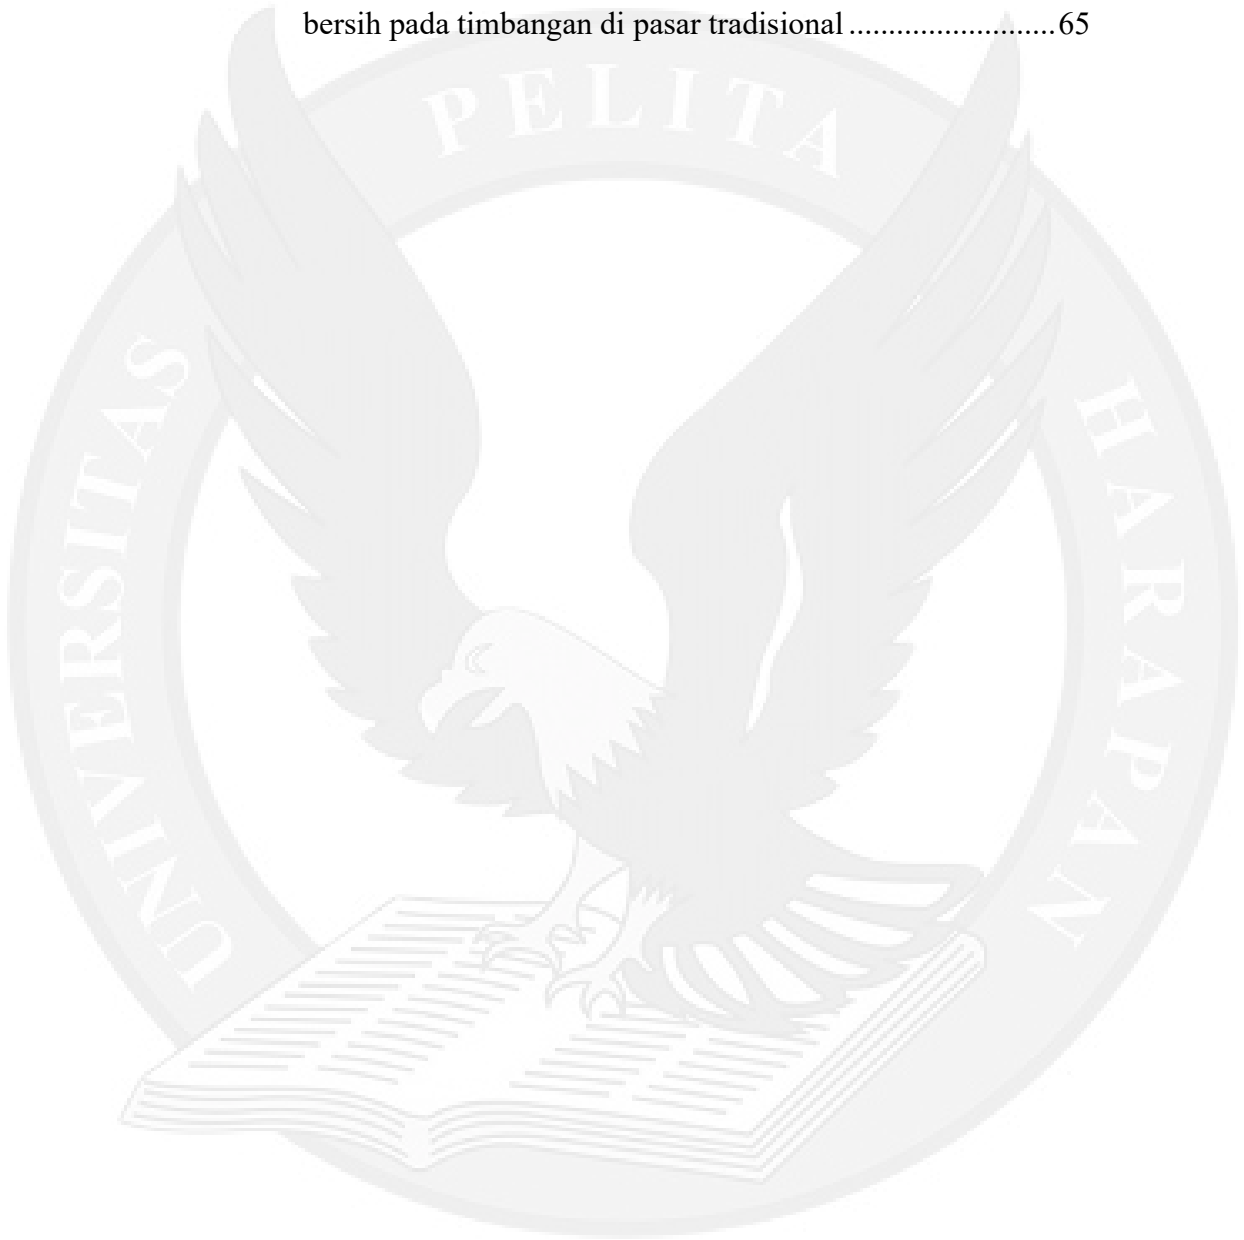 bersih pada timbangan di pasar tradisional ..........................65
PELITA
UNIVERSITAS
HARAPAN